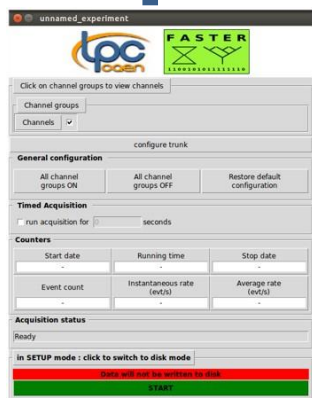 unnamed_experiment
LPC
caen
FASTER
Click on channel groups to view channels
Channel groups
Channels
configure trunk
General configuration
All channel groups ON
All channel groups OFF
Restore default configuration
Timed Acquisition
run acquisition for 0 seconds
Counters
Start date Running time Stop date
- - -
Event count
Instantaneous rate (evt/s)
Average rate (evt/s)
- - -
Acquisition status
Ready
in SETUP mode : click to switch to disk mode
Data will not be written to disk
START